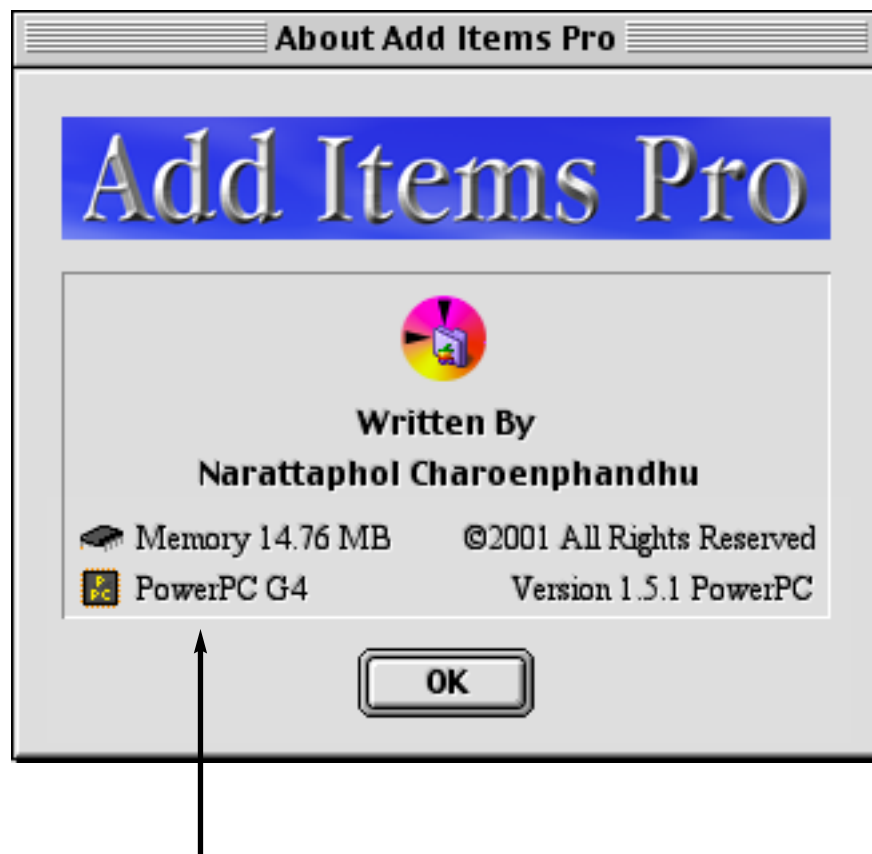 About Add Items Pro
Add Items Pro
Written By
Narattaphol Charoenphandhu
Memory 14.76 MB ©2001 All Rights Reserved
P
PC
PowerPC G4 Version 1.5.1 PowerPC
OK